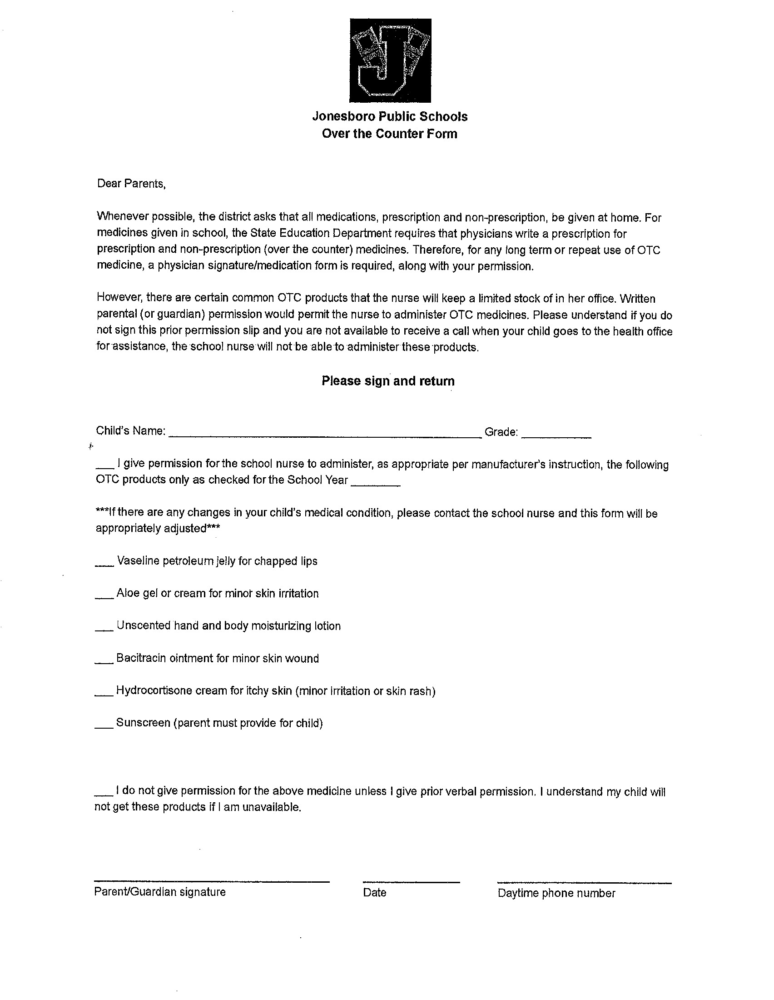 J
Jonesboro Public Schools
Over the Counter Form
Dear Parents,
Whenever possible, the district asks that all medications, prescription and non-prescription, be given at home. For
medicines given in school, the State Education Department requires that physicians write a prescription for
prescription and non-prescription (over the counter) medicines. Therefore, for any long term or repeat use of OTC
medicine, a physician signature/medication form is required, along with your permission.
However, there are certain common OTC products that the nurse will keep a limited stock of in her office. Written
parental (or guardian) permission would permit the nurse to administer OTC medicines. Please understand if you do
not sign this prior permission slip and you are not available to receive a call when your child goes to the health office
for assistance, the school nurse will not be able to administer these products.
Please sign and return
Child's Name: ______ Grade: ______
___ I give permission for the school nurse to administer, as appropriate per manufacturer's instruction, the following
OTC products only as checked for the School Year ________
***If there are any changes in your child's medical condition, please contact the school nurse and this form will be
appropriately adjusted***
___ Vaseline petroleum jelly for chapped lips
___ Aloe gel or cream for minor skin irritation
___ Unscented hand and body moisturizing lotion
___ Bacitracin ointment for minor skin wound
___ Hydrocortisone cream for itchy skin (minor irritation or skin rash)
___ Sunscreen (parent must provide for child)
___ I do not give permission for the above medicine unless I give prior verbal permission. I understand my child will
not get these products if I am unavailable.
Parent/Guardian signature Date Daytime phone number